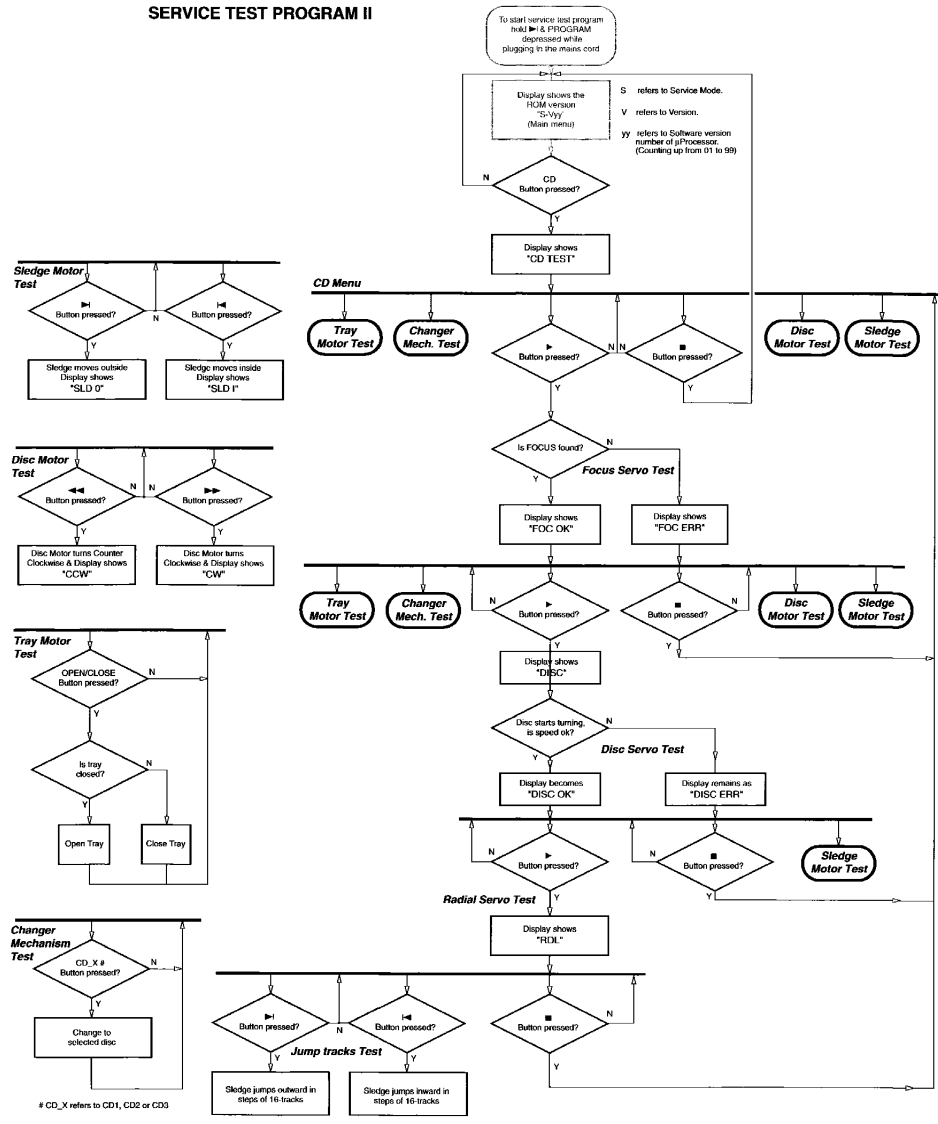 SERVICE TEST PROGRAM II
To start service test program
hold ▶| & PROGRAM
depressed while
plugging in the mains cord
Display shows the
ROM version
"S-Vyy"
(Main menu)
S refers to Service Mode.
V refers to Version.
yy refers to Software version
number of µProcessor.
(Counting up from 01 to 99)
CD
Button pressed?
N
Y
Display shows
"CD TEST"
CD Menu
Tray
Motor Test
Changer
Mech. Test
▶
Button pressed?
N
Y
■
Button pressed?
N
Y
Disc
Motor Test
Sledge
Motor Test
Is FOCUS found?
N
Y
Focus Servo Test
Display shows
"FOC OK"
Display shows
"FOC ERR"
Tray
Motor Test
Changer
Mech. Test
▶
Button pressed?
N
Y
■
Button pressed?
N
Y
Disc
Motor Test
Sledge
Motor Test
Display shows
"DISC"
Disc starts turning,
is speed ok?
N
Y
Disc Servo Test
Display becomes
"DISC OK"
Display remains as
"DISC ERR"
▶
Button pressed?
N
Y
■
Button pressed?
N
Y
Sledge
Motor Test
Radial Servo Test
Display shows
"RDL"
▶|
Button pressed?
N
Y
|◀
Button pressed?
Y
■
Button pressed?
N
Y
Jump tracks Test
Sledge jumps outward in
steps of 16-tracks
Sledge jumps inward in
steps of 16-tracks
Sledge Motor
Test
▶|
Button pressed?
N
Y
|◀
Button pressed?
Y
Sledge moves outside
Display shows
"SLD 0"
Sledge moves inside
Display shows
"SLD I"
Disc Motor
Test
◀◀
Button pressed?
N
Y
▶▶
Button pressed?
N
Y
Disc Motor turns Counter
Clockwise & Display shows
"CCW"
Disc Motor turns
Clockwise & Display shows
"CW"
Tray Motor
Test
OPEN/CLOSE
Button pressed?
N
Y
Is tray
closed?
N
Y
Open Tray
Close Tray
Changer
Mechanism
Test
CD_X #
Button pressed?
N
Y
Change to
selected disc
# CD_X refers to CD1, CD2 or CD3